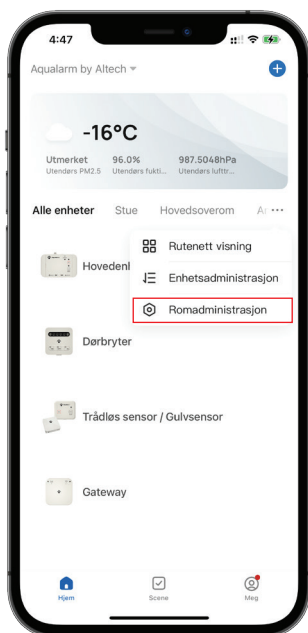 4:47
Aqualarm by Altech
-16°C
Utmerket 96.0% 987.5048hPa
Utendørs PM2.5 Utendørs fukti... Utendørs lufttr...
Alle enheter Stue Hovedsoverom
Rutenett visning
Hovedenl
Enhetsadministrasjon
Romadministrasjon
Dørbryter
Trådløs sensor / Gulvsensor
Gateway
Hjem Scene Meg